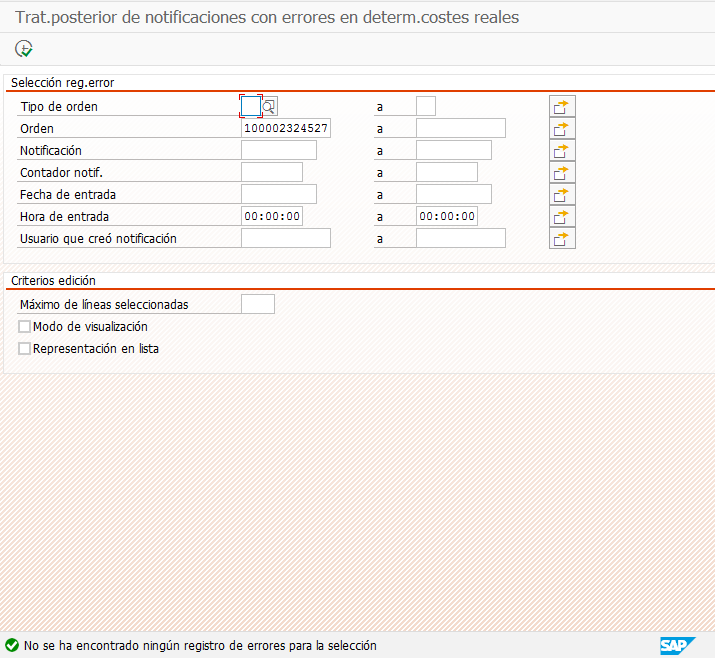 Trat.posterior de notificaciones con errores en determ.costes reales
Selección reg.error
Tipo de orden a
Orden 100002324527 a
Notificación a
Contador notif. a
Fecha de entrada a
Hora de entrada 00:00:00 a 00:00:00
Usuario que creó notificación a
Criterios edición
Máximo de líneas seleccionadas
Modo de visualización
Representación en lista
No se ha encontrado ningún registro de errores para la selección SAP